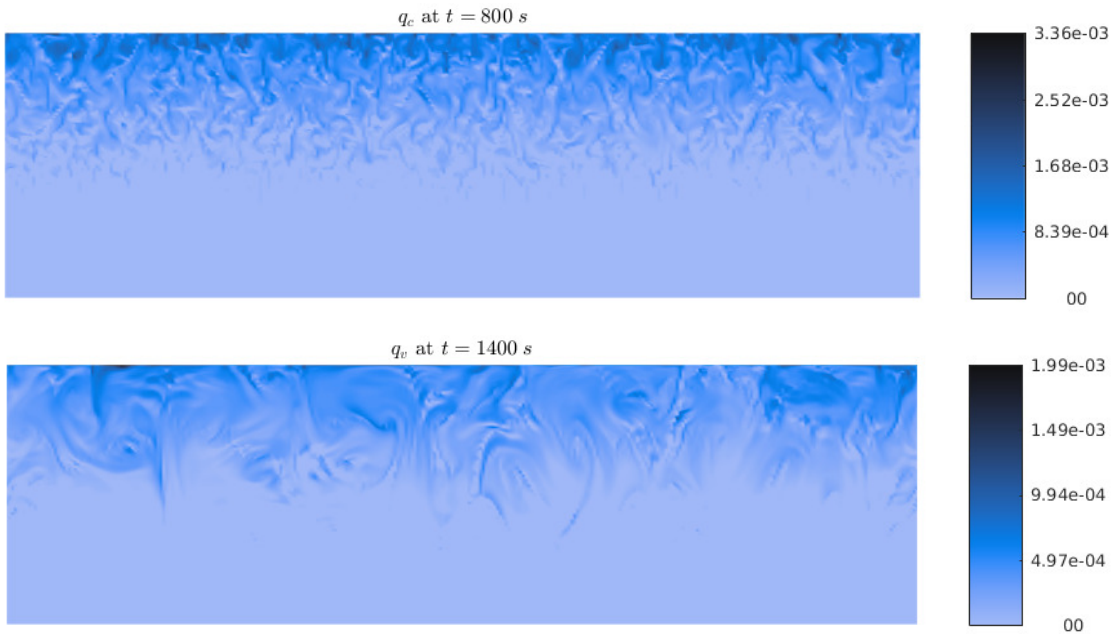 q_c at t = 800 s
3.36e-03
2.52e-03
1.68e-03
8.39e-04
00
q_v at t = 1400 s
1.99e-03
1.49e-03
9.94e-04
4.97e-04
00